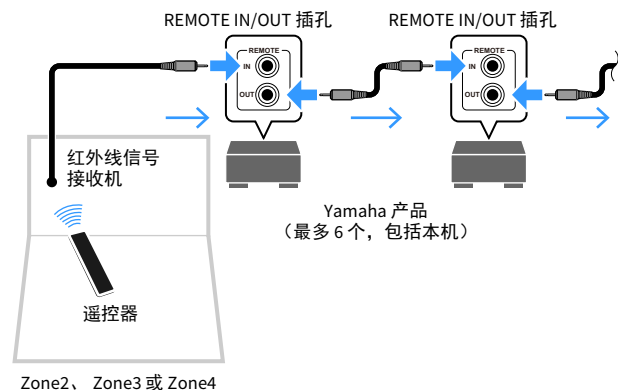 REMOTE IN/OUT 插孔
REMOTE IN/OUT 插孔
REMOTE
IN
OUT
REMOTE
IN
OUT
红外线信号
接收机
Yamaha 产品
（最多 6 个，包括本机）
遥控器
Zone2、 Zone3 或 Zone4